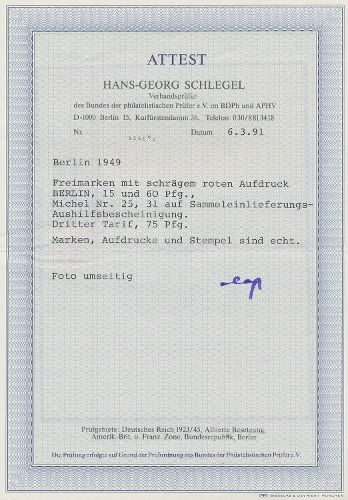 ATTEST
HANS-GEORG SCHLEGEL
Verbandsprüfer
des Bundes der philatelistischen Prüfer e.V. im BDPh und APHV
D-1000 Berlin 15, Kurfürstendamm 36, Telefon 030/8813418
Nr. Datum 6.3.91
Berlin 1949
Freimarken mit schrägem roten Aufdruck
BERLIN, 15 und 60 Pfg.,
Michel Nr. 25, 31 auf Sammeleinlieferungs-
Aushilfsbescheinigung.
Dritter Tarif, 75 Pfg.
Marken, Aufdrucke und Stempel sind echt.
Foto umseitig
Prüfgebiete: Deutsches Reich 1923/45, Alliierte Besetzung,
Amerik.-Brit. u. Franz. Zone, Bundesrepublik, Berlin
Die Prüfung erfolgte auf Grund der Prüfordnung des Bundes der Philatelistischen Prüfer e.V.